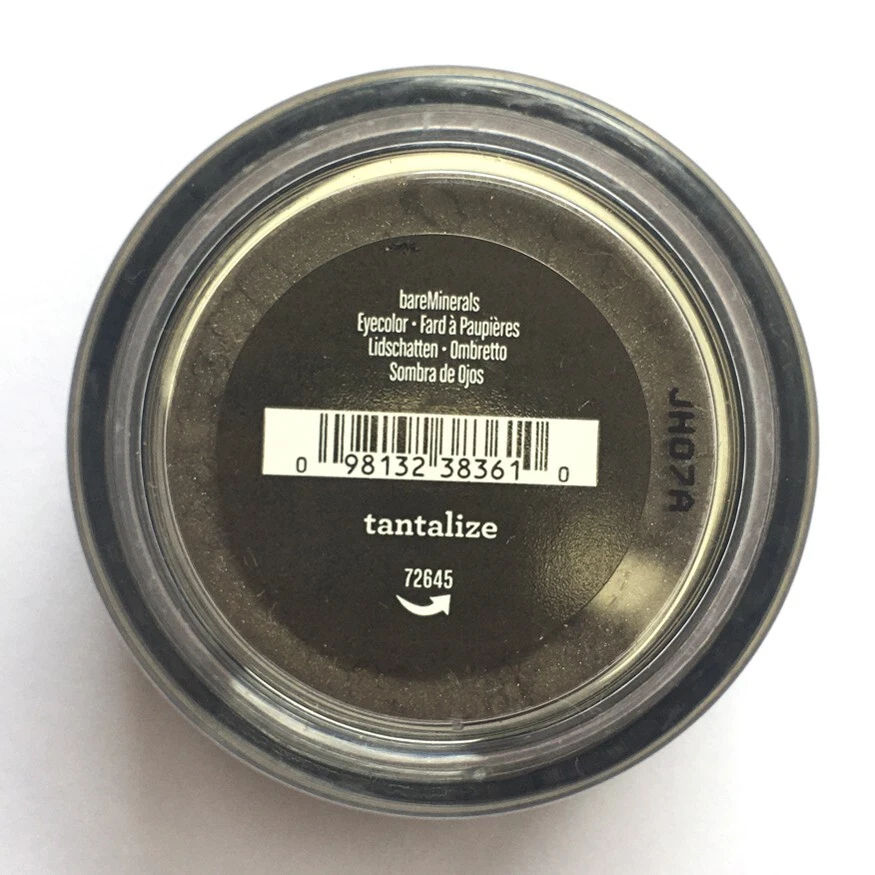 bareMinerals
Eyecolor • Fard à Paupières
Lidschatten • Ombretto
Sombra de Ojos
0 98132 38361 0
tantalize
72645
JH07A